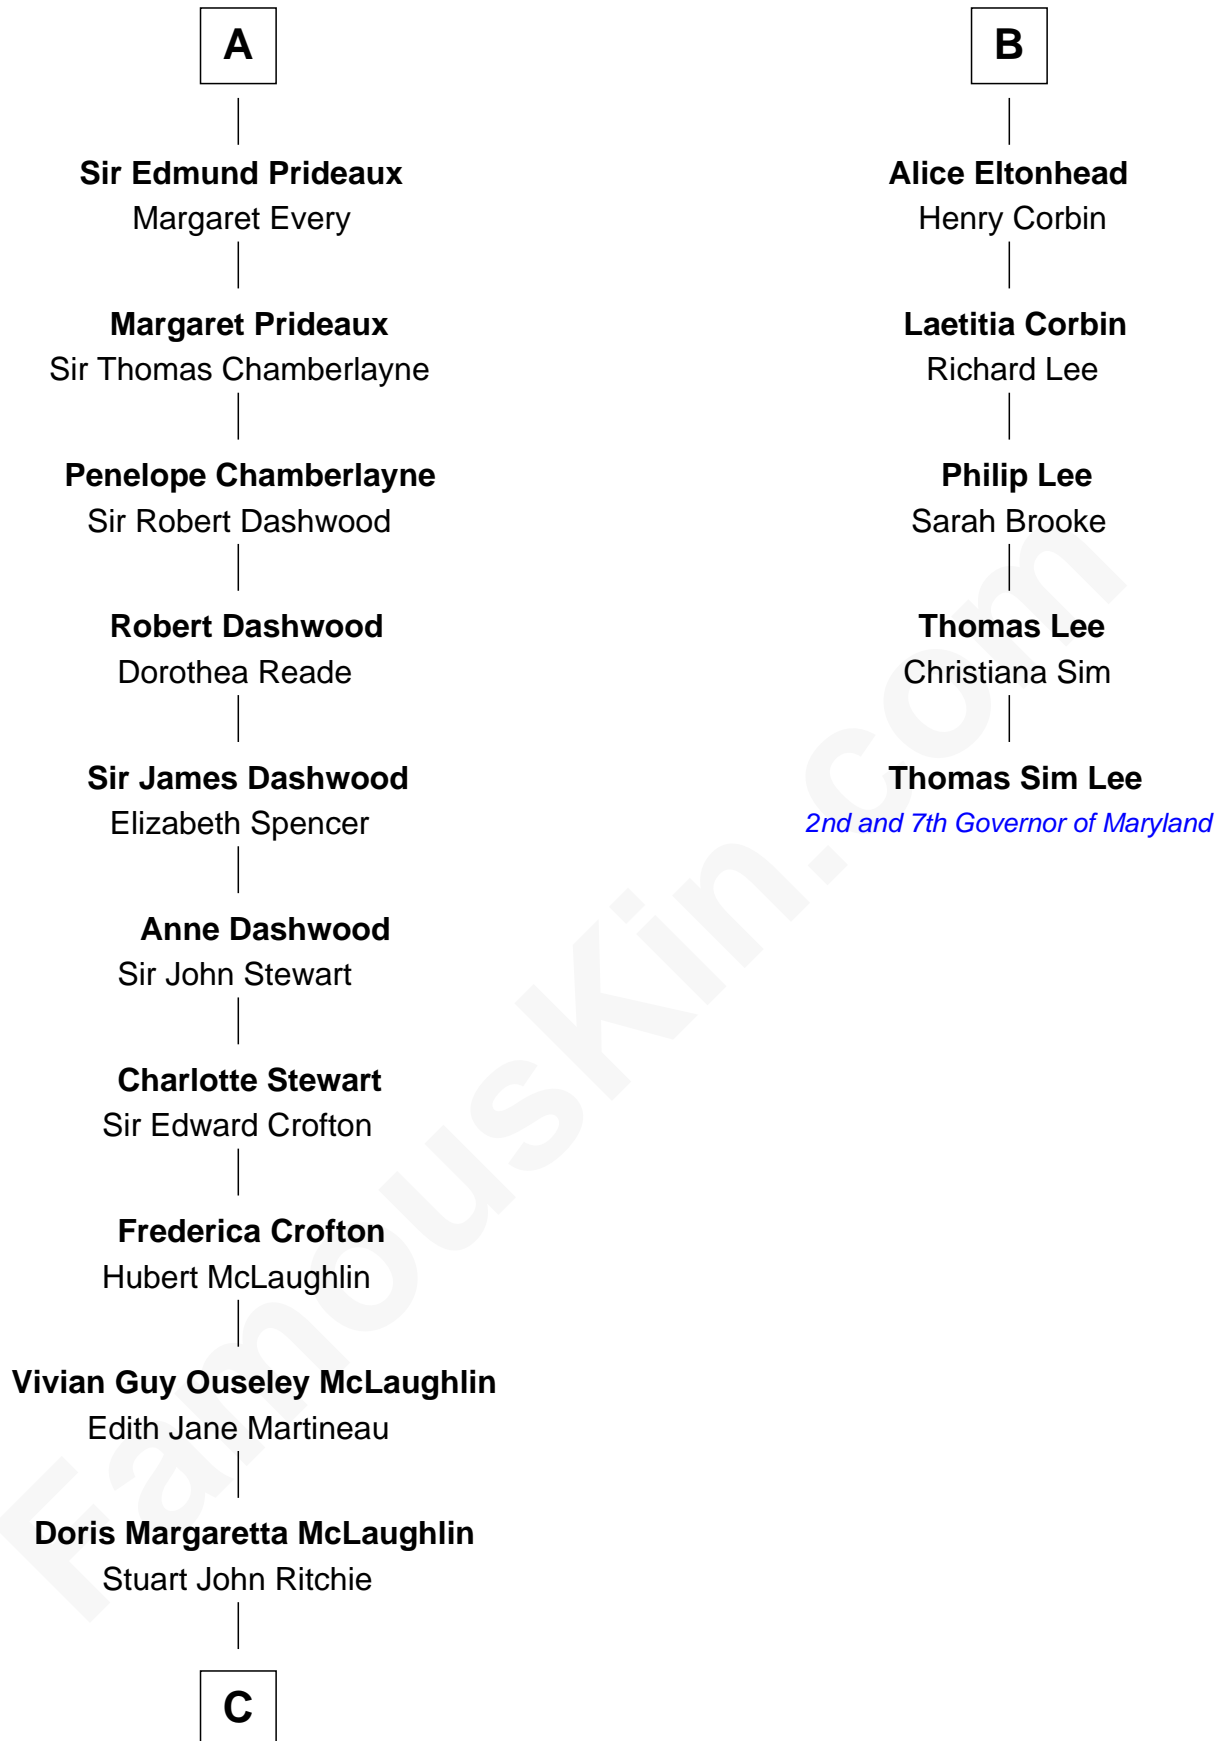 A
Sir Edmund Prideaux
Margaret Every
Margaret Prideaux
Sir Thomas Chamberlayne
Penelope Chamberlayne
Sir Robert Dashwood
Robert Dashwood
Dorothea Reade
Sir James Dashwood
Elizabeth Spencer
Anne Dashwood
Sir John Stewart
Charlotte Stewart
Sir Edward Crofton
Frederica Crofton
Hubert McLaughlin
Vivian Guy Ouseley McLaughlin
Edith Jane Martineau
Doris Margaretta McLaughlin
Stuart John Ritchie
C
B
Alice Eltonhead
Henry Corbin
Laetitia Corbin
Richard Lee
Philip Lee
Sarah Brooke
Thomas Lee
Christiana Sim
Thomas Sim Lee
2nd and 7th Governor of Maryland
FamousKin.com